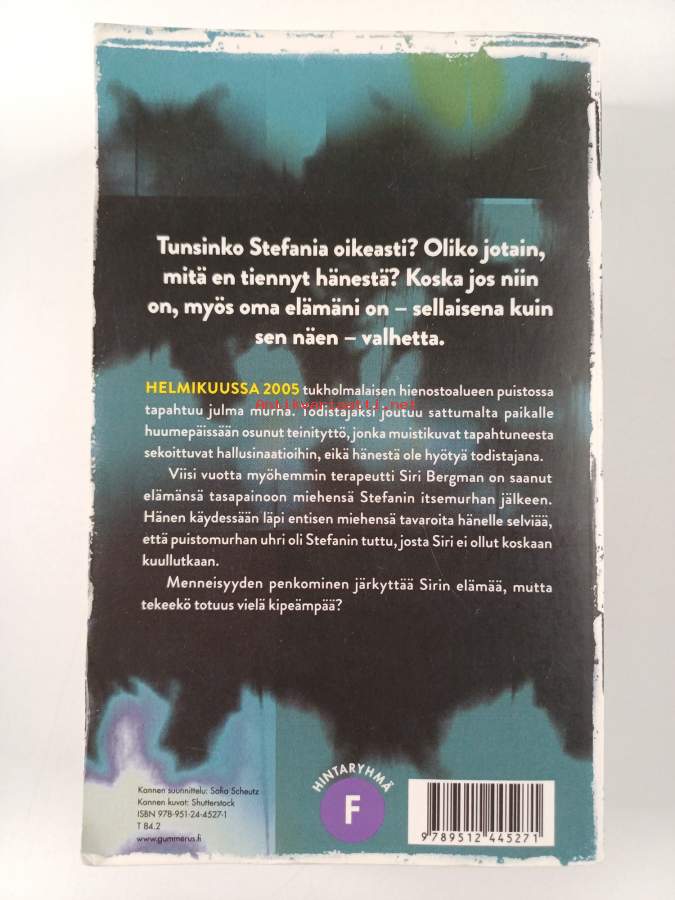 Tunsinko Stefania oikeasti? Oliko jotain,
mitä en tiennyt hänestä? Koska jos niin
on, myös oma elämäni on – sellaisena kuin
sen näen – valhetta.
HELMIKUUSSA 2005 tukholmalaisen hienostoalueen puistossa
tapahtuu julma murha. Todistajaksi joutuu sattumalta paikalle
Antikvariaatti.net
huumepäissään osunut teinityttö, jonka muistikuvat tapahtuneesta
sekoittuvat hallusinaatioihin, eikä hänestä ole hyötyä todistajana.
Viisi vuotta myöhemmin terapeutti Siri Bergman on saanut
elämänsä tasapainoon miehensä Stefanin itsemurhan jälkeen.
Hänen käydessään läpi entisen miehensä tavaroita hänelle selviää,
että puistomurhan uhri oli Stefanin tuttu, josta Siri ei ollut koskaan
kuullutkaan.
Menneisyyden penkominen järkyttää Sirin elämää, mutta
tekeekö totuus vielä kipeämpää?
Kannen suunnittelu: Sofia Scheutz
Kannen kuvat: Shutterstock
ISBN 978-951-24-4527-1
T 84.2
www.gummerus.fi
HINTARYHMÄ
F
9789512445271